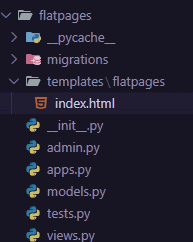 flatpages
__pycache__
migrations
templates\flatpages
index.html
__init__.py
admin.py
apps.py
models.py
tests.py
views.py